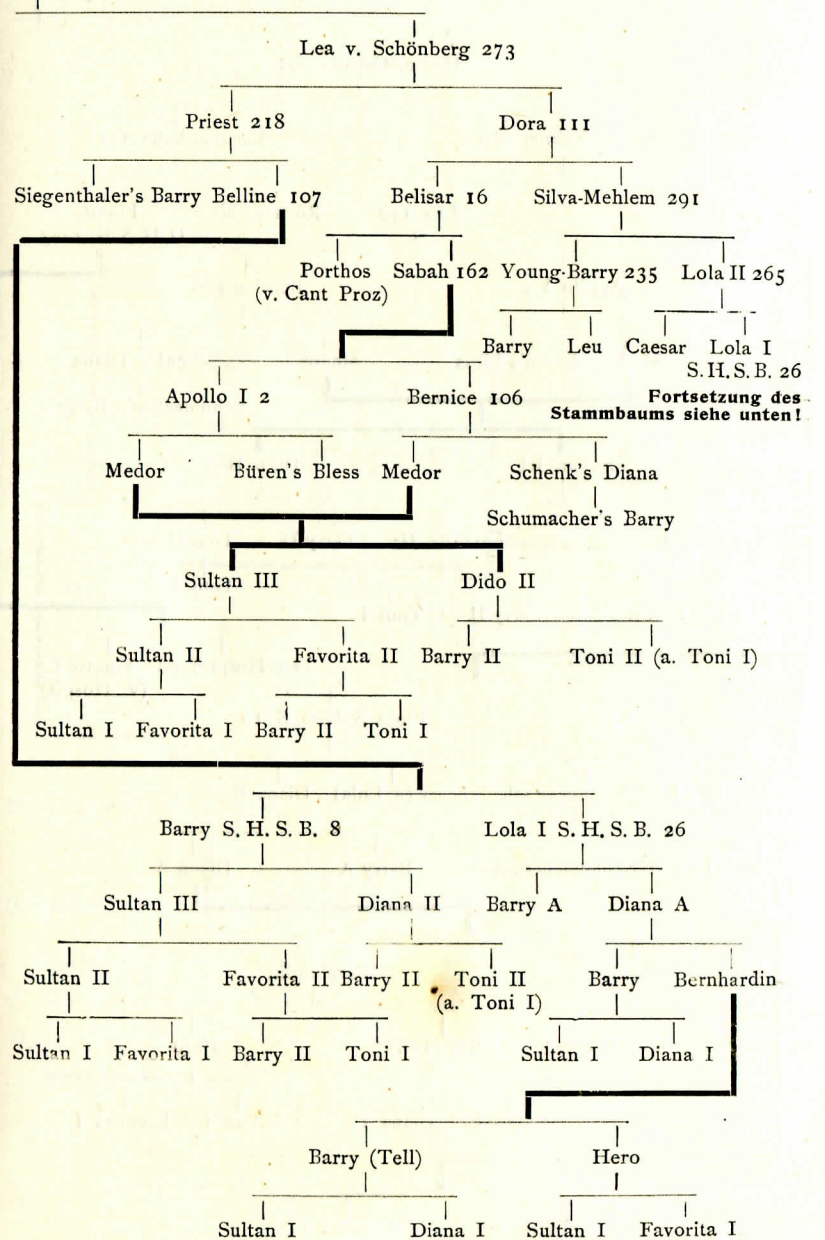 Lea v. Schönberg 273
Priest 218 Dora 111
Siegenthaler's Barry Belline 107 Belisar 16 Silva-Mehlem 291
Porthos Sabah 162 Young-Barry 235 Lola II 265
(v. Cant Proz)
Barry Leu Caesar Lola I
S. H. S. B. 26
Apollo I 2 Bernice 106 Fortsetzung des
Stammbaums siehe unten!
Medor Büren's Bless Medor Schenk's Diana
Schumacher's Barry
Sultan III Dido II
Sultan II Favorita II Barry II Toni II (a. Toni I)
Sultan I Favorita I Barry II Toni I
Barry S. H. S. B. 8 Lola I S. H. S. B. 26
Sultan III Diana II Barry A Diana A
Sultan II Favorita II Barry II Toni II Barry Bernhardin
(a. Toni I)
Sultan I Favorita I Barry II Toni I Sultan I Diana I
Barry (Tell) Hero
Sultan I Diana I Sultan I Favorita I